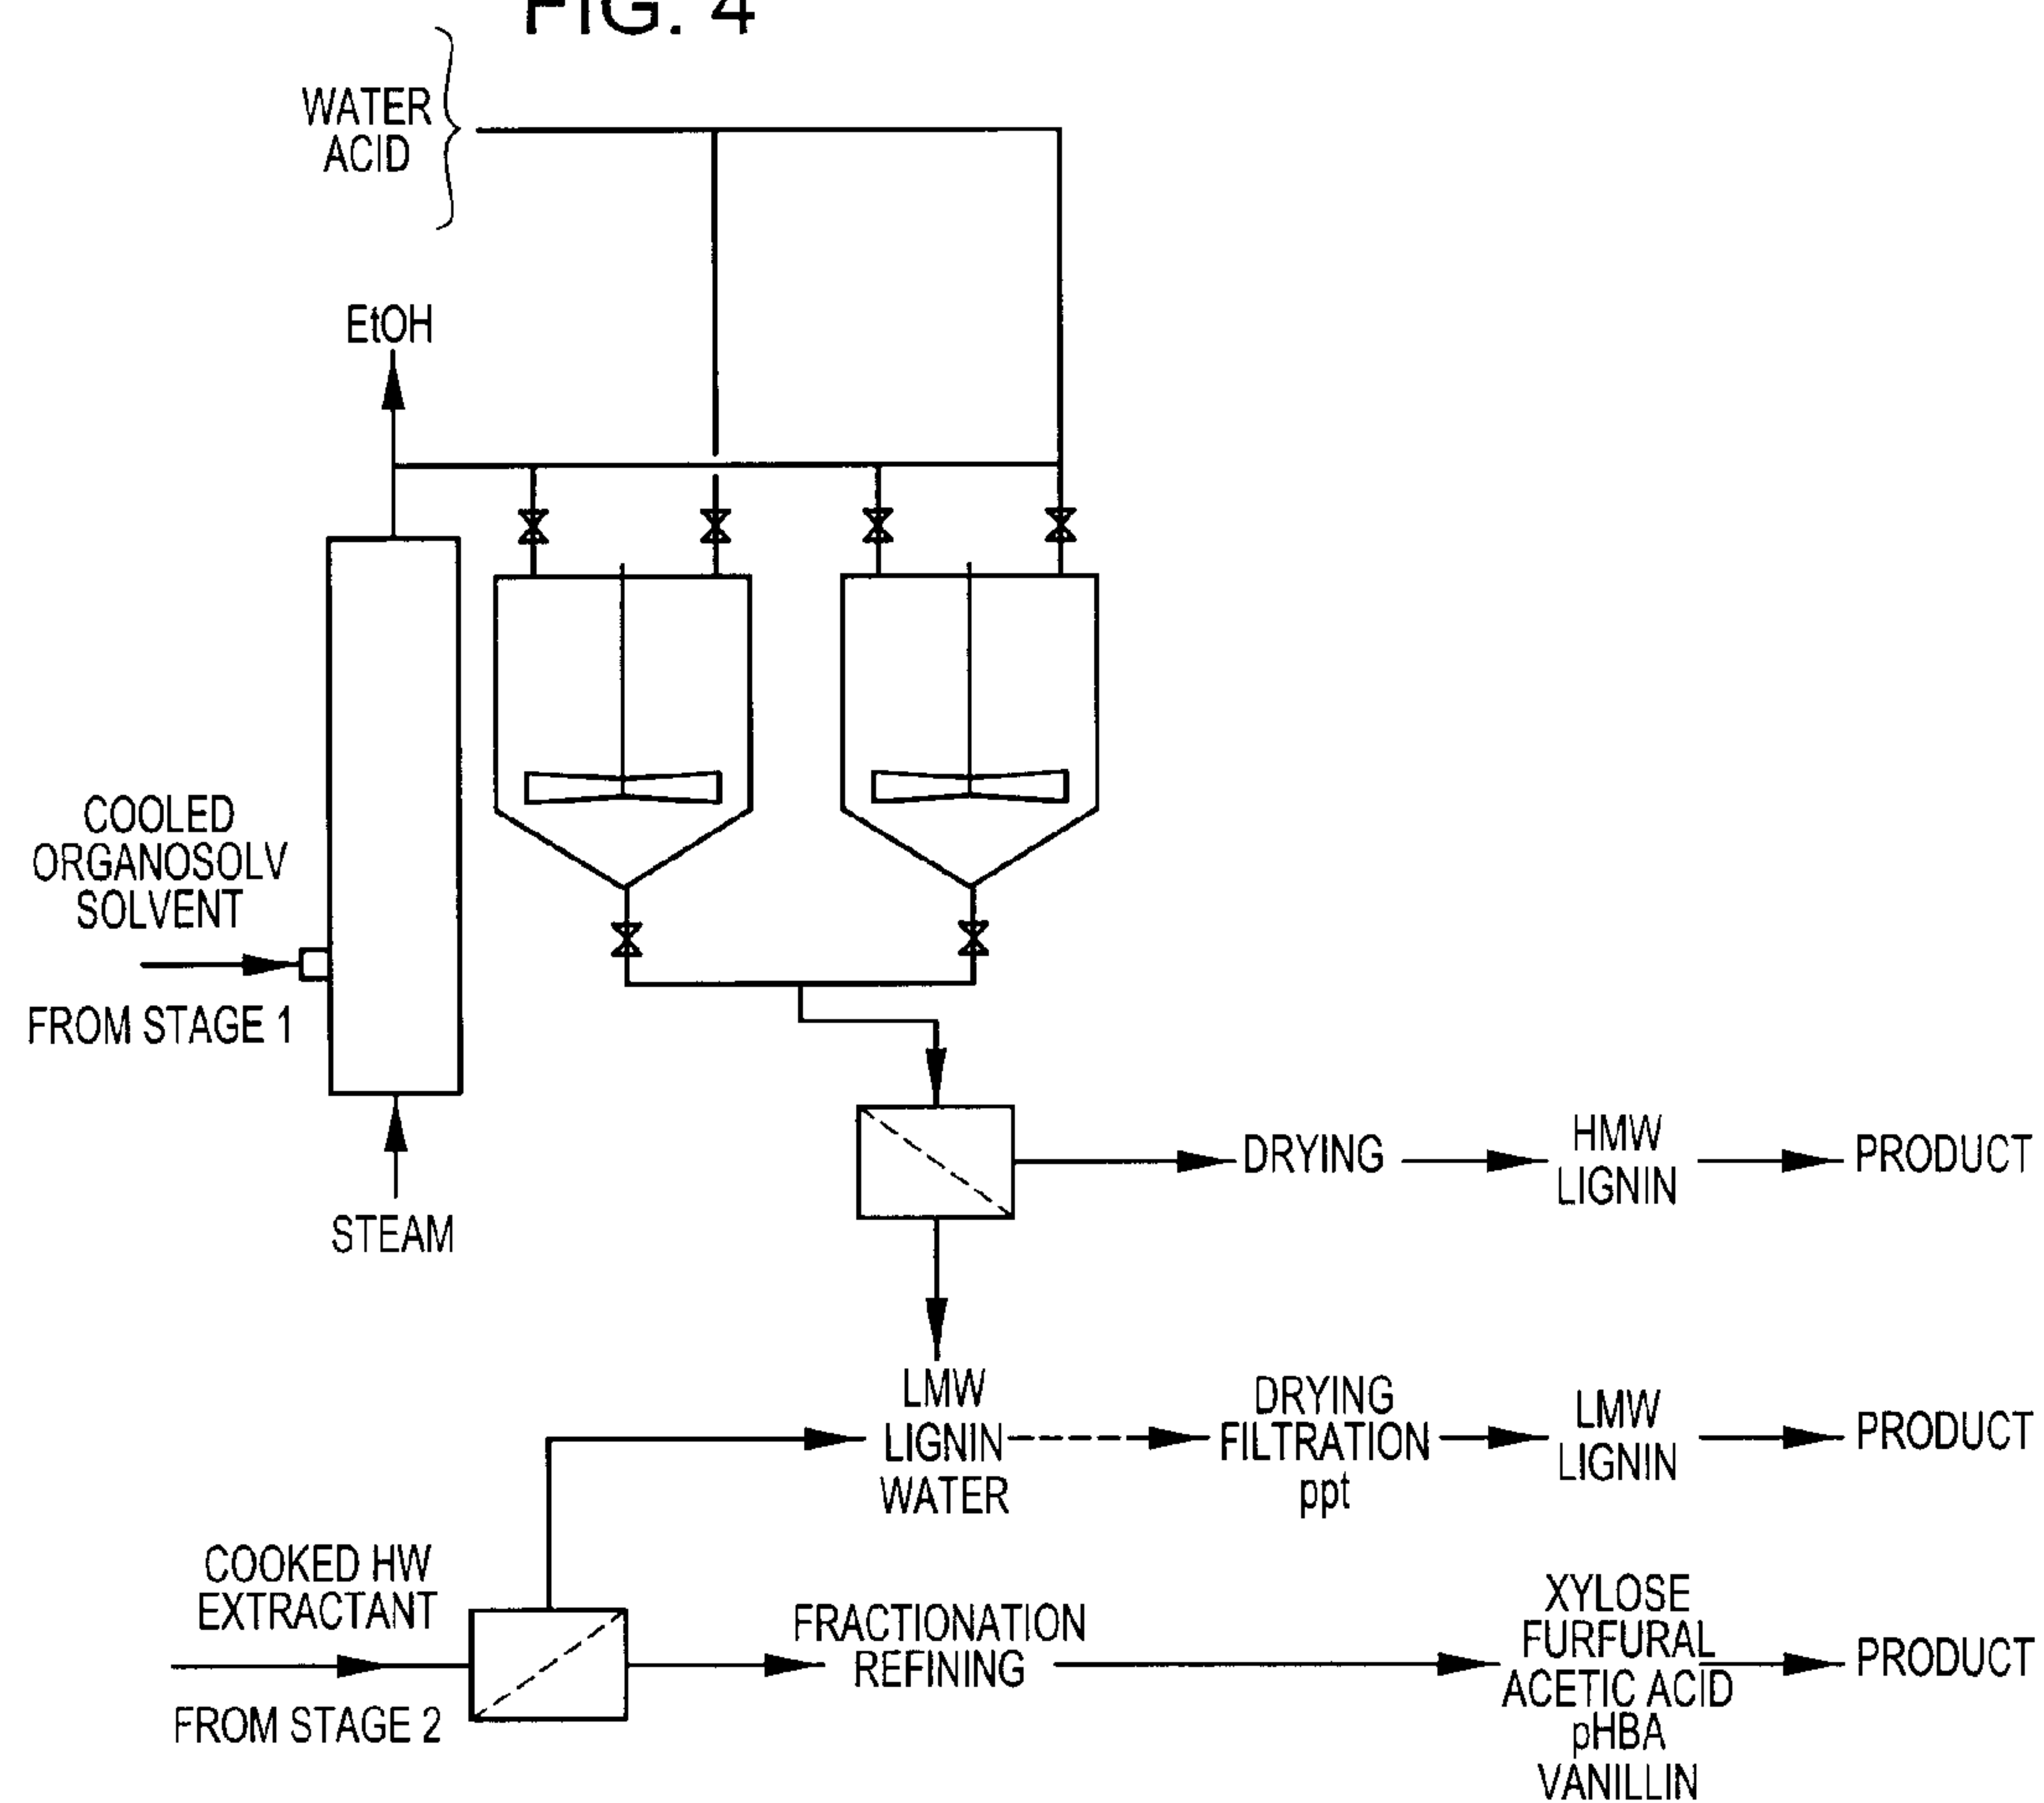 FIG. 4
WATER
ACID
EtOH
COOLED
ORGANOSOLV
SOLVENT
FROM STAGE 1
STEAM
DRYING
HMW
LIGNIN
PRODUCT
LMW
LIGNIN
WATER
DRYING
FILTRATION
ppt
LMW
LIGNIN
PRODUCT
COOKED HW
EXTRACTANT
FROM STAGE 2
FRACTIONATION
REFINING
XYLOSE
FURFURAL
ACETIC ACID
pHBA
VANILLIN
PRODUCT